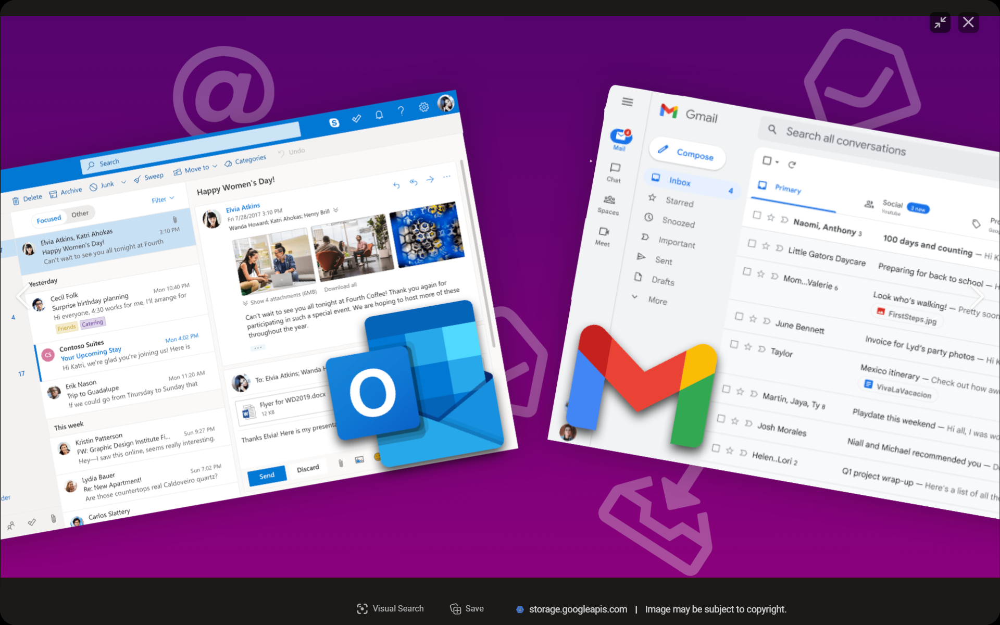 Search
Delete
Archive
Junk
Sweep
Move to
Categories
Undo
Focused
Other
Filter
Elvia Atkins, Katri Ahokas
Happy Women's Day!
3:10 PM
Can't wait to see you all tonight at Fourth
Yesterday
Cecil Folk
Surprise birthday planning
Mon 10:40 PM
Hi everyone, 4:30 works for me, I'll arrange for
Friends
Catering
4
CS
Contoso Suites
Your Upcoming Stay
Mon 4:02 PM
Hi Katri, we're glad you're joining us! Here is
17
Erik Nason
Trip to Guadalupe
Mon 11:20 AM
If we could go from Thursday to Sunday that
This week
Kristin Patterson
FW: Graphic Design Institute Fi...
Sun 9:27 PM
Hey—I saw this online, seems really interesting.
Lydia Bauer
Re: New Apartment!
Sun 7:02 PM
Are those countertops real Caldoveiro quartz?
der
Carlos Slattery
Happy Women's Day!
Elvia Atkins
Fri 7/28/2017 3:10 PM
Wanda Howard; Katri Ahokas; Henry Brill
Show 4 attachments (6MB)
Download all
Can't wait to see you all tonight at Fourth Coffee! Thank you again for
participating in such a special event. We are hoping to host more of these
throughout the year.
To: Elvia Atkins; Wanda H
Flyer for WD2019.docx
12 KB
Thanks Elvia! Here is my presenta
Send
Discard
O
Gmail
Search all conversations
4
Mail
Chat
Spaces
Meet
Compose
Inbox
4
Starred
Snoozed
Important
Sent
Drafts
More
Primary
Social
3 new
Youtube
Pro
Goog
Naomi, Anthony 3
100 days and counting — Hi K
Little Gators Daycare
Preparing for back to school — H
Mom...Valerie 6
Look who's walking! — Pretty soon
FirstSteps.jpg
June Bennett
Invoice for Lyd's party photos — Hi K
Taylor
Mexico itinerary — Check out how aw
VivaLaVacacion
Martin, Jaya, Ty 8
Playdate this weekend — Hi all, I was wo
Josh Morales
Niall and Michael recommended you — D
Helen..Lori 2
Q1 project wrap-up — Here's a list of all the
Visual Search
Save
storage.googleapis.com | Image may be subject to copyright.